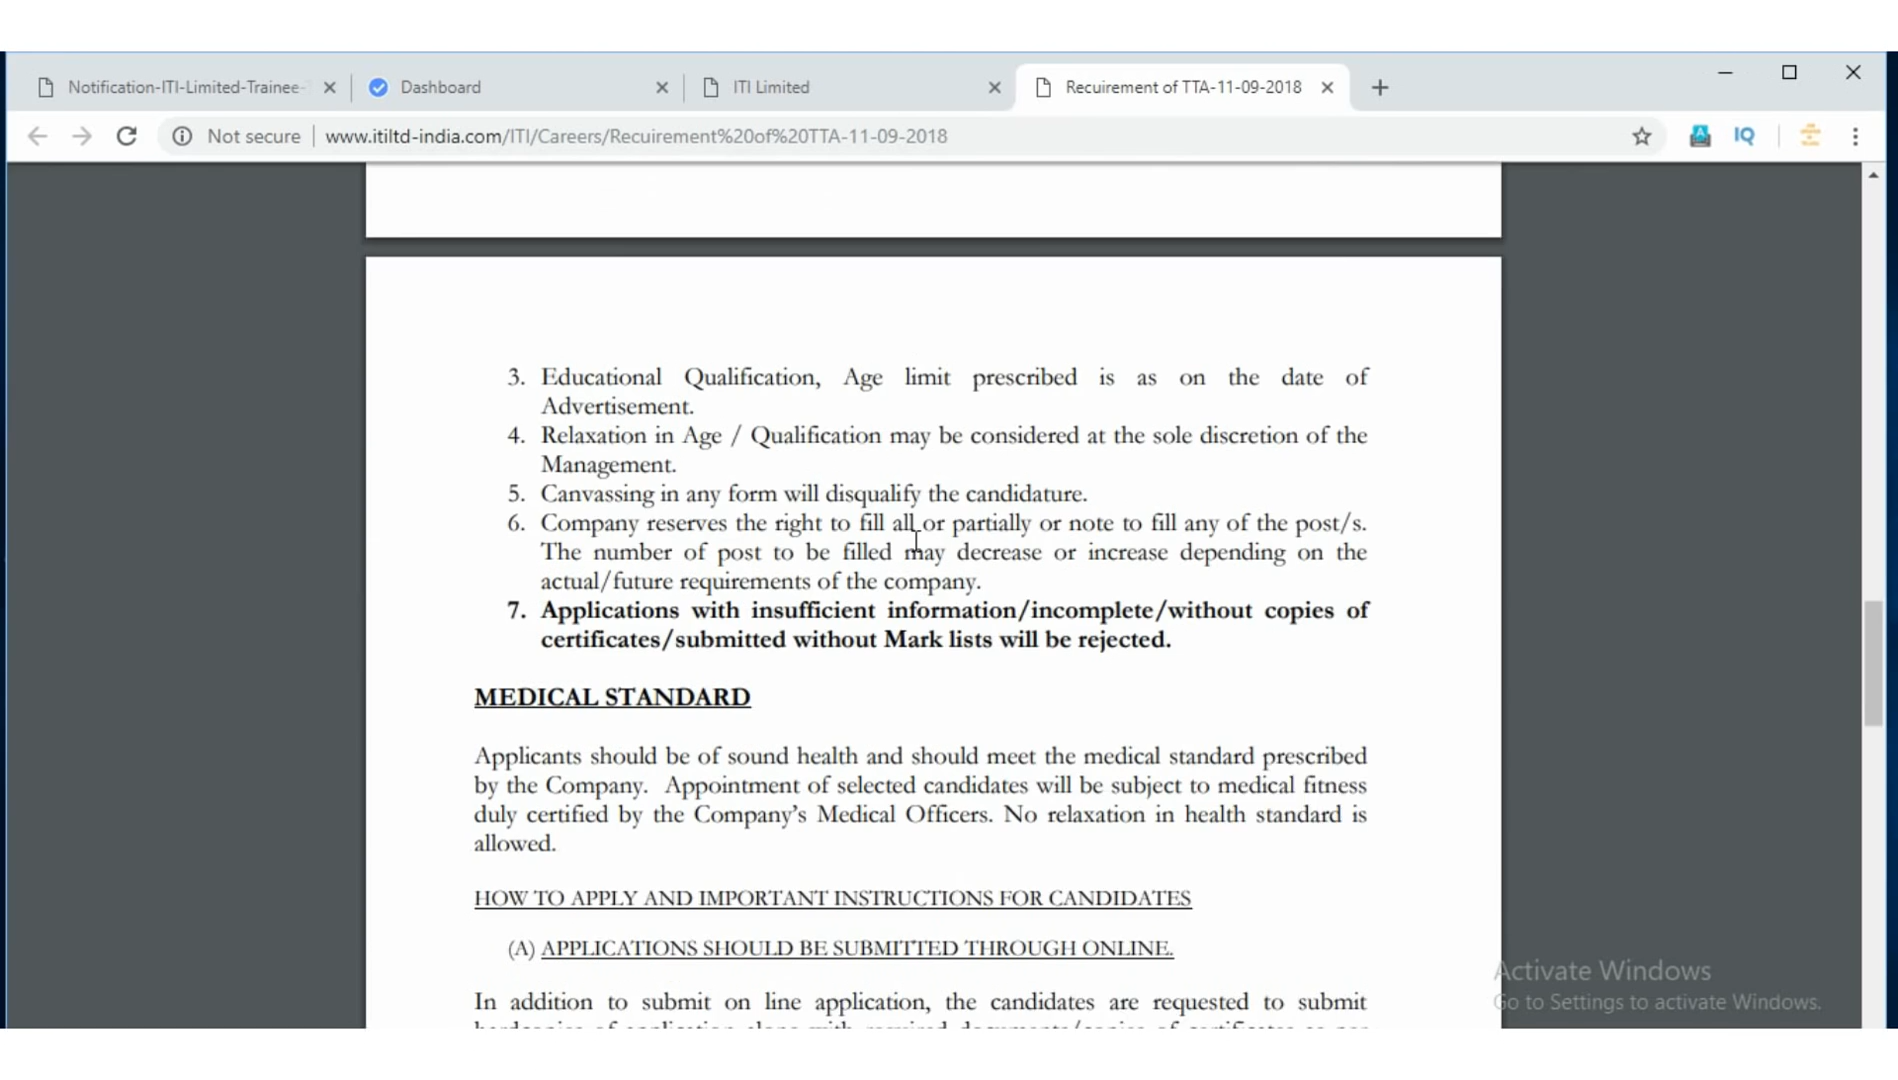 Notification-ITI-Limited-Trainee-
Dashboard
ITI Limited
Recuirement of TTA-11-09-2018
Not secure
www.itiltd-india.com/ITI/Careers/Recuirement%20of%20TTA-11-09-2018
IQ
3. Educational Qualification, Age limit prescribed is as on the date of
Advertisement.
4. Relaxation in Age / Qualification may be considered at the sole discretion of the
Management.
5. Canvassing in any form will disqualify the candidature.
6. Company reserves the right to fill all or partially or note to fill any of the post/s.
The number of post to be filled may decrease or increase depending on the
actual/future requirements of the company.
7. Applications with insufficient information/incomplete/without copies of
certificates/submitted without Mark lists will be rejected.
MEDICAL STANDARD
Applicants should be of sound health and should meet the medical standard prescribed
by the Company. Appointment of selected candidates will be subject to medical fitness
duly certified by the Company’s Medical Officers. No relaxation in health standard is
allowed.
HOW TO APPLY AND IMPORTANT INSTRUCTIONS FOR CANDIDATES
(A) APPLICATIONS SHOULD BE SUBMITTED THROUGH ONLINE.
In addition to submit on line application, the candidates are requested to submit
Activate Windows
Go to Settings to activate Windows.